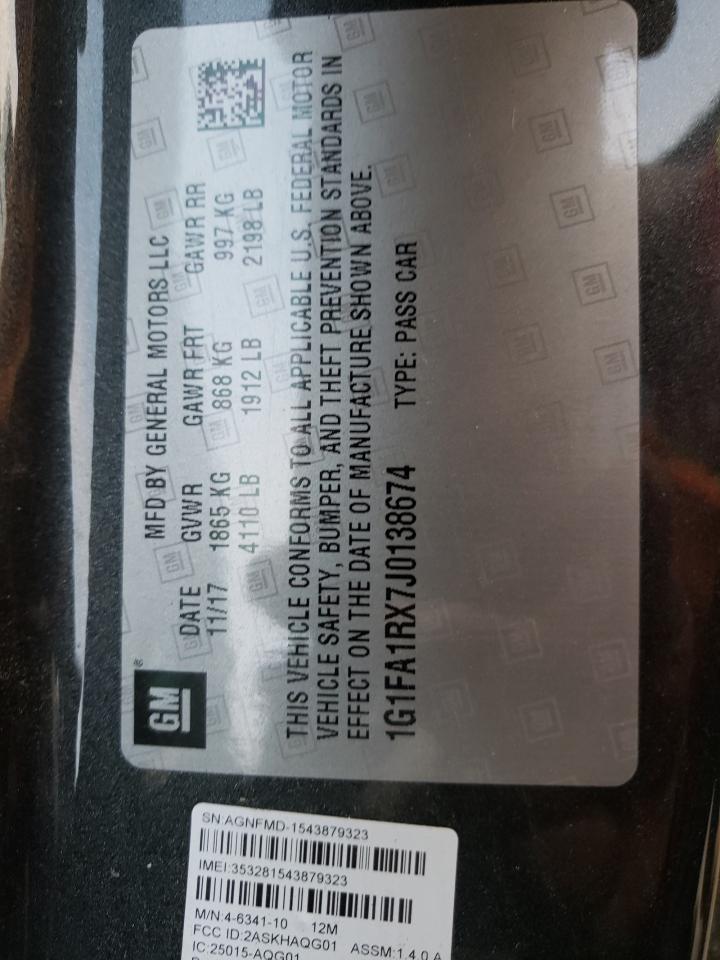 GM
MFD BY GENERAL MOTORS LLC
DATE GVWR GAWR FRT GAWR RR
11/17 1865 KG 868 KG 997 KG
4110 LB 1912 LB 2198 LB
THIS VEHICLE CONFORMS TO ALL APPLICABLE U.S. FEDERAL MOTOR
VEHICLE SAFETY, BUMPER, AND THEFT PREVENTION STANDARDS IN
EFFECT ON THE DATE OF MANUFACTURE SHOWN ABOVE.
1G1FA1RX7J0138674 TYPE: PASS CAR
SN:AGNFMD-1543879323
IMEI:353281543879323
M/N:4-6341-10 12M
FCC ID:2ASKHAQG01 ASSM:1.4.0.A
IC:25015-AQG01